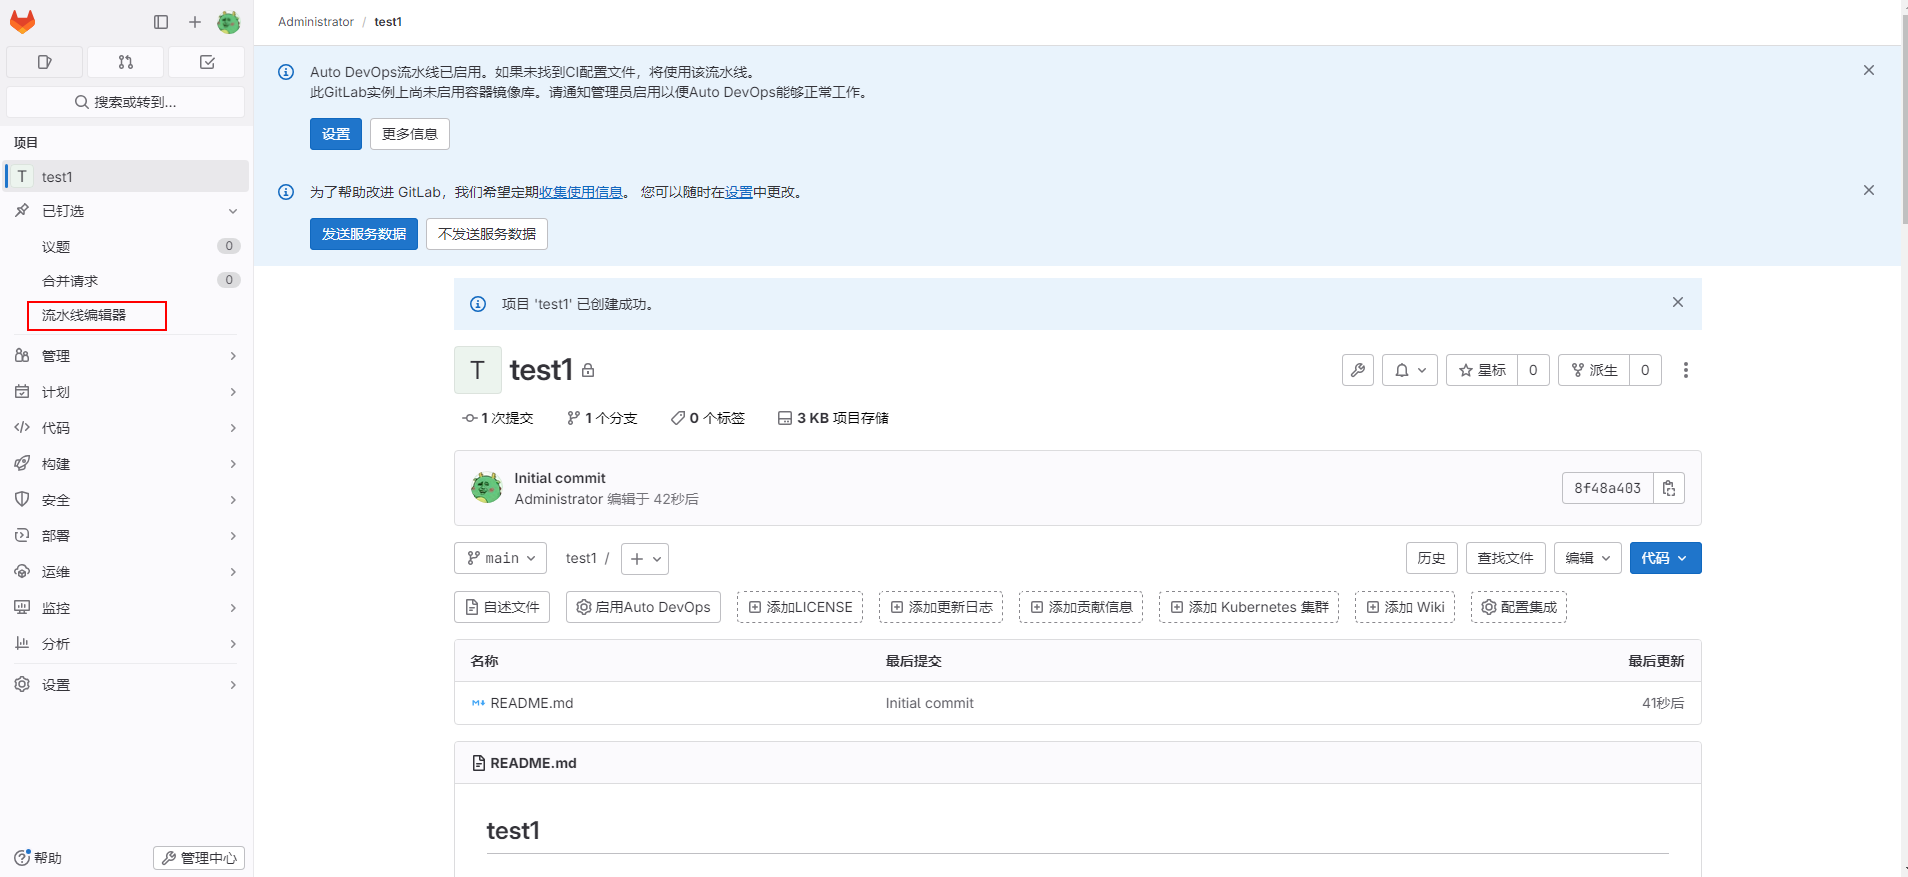 Administrator / test1
搜索或转到...
项目
T test1
已钉选
议题 0
合并请求 0
流水线编辑器
管理
计划
代码
构建
安全
部署
运维
监控
分析
设置
帮助
管理中心
Auto DevOps流水线已启用。如果未找到CI配置文件，将使用该流水线。
此GitLab实例上尚未启用容器镜像库。请通知管理员启用以便Auto DevOps能够正常工作。
设置 更多信息
为了帮助改进 GitLab，我们希望定期收集使用信息。 您可以随时在设置中更改。
发送服务数据 不发送服务数据
项目 'test1' 已创建成功。
T test1
星标 0 派生 0
1 次提交 1 个分支 0 个标签 3 KB 项目存储
Initial commit
Administrator 编辑于 42秒后
8f48a403
main test1 / 历史 查找文件 编辑 代码
自述文件 启用Auto DevOps 添加LICENSE 添加更新日志 添加贡献信息 添加 Kubernetes 集群 添加 Wiki 配置集成
名称 最后提交 最后更新
README.md Initial commit 41秒后
README.md
test1